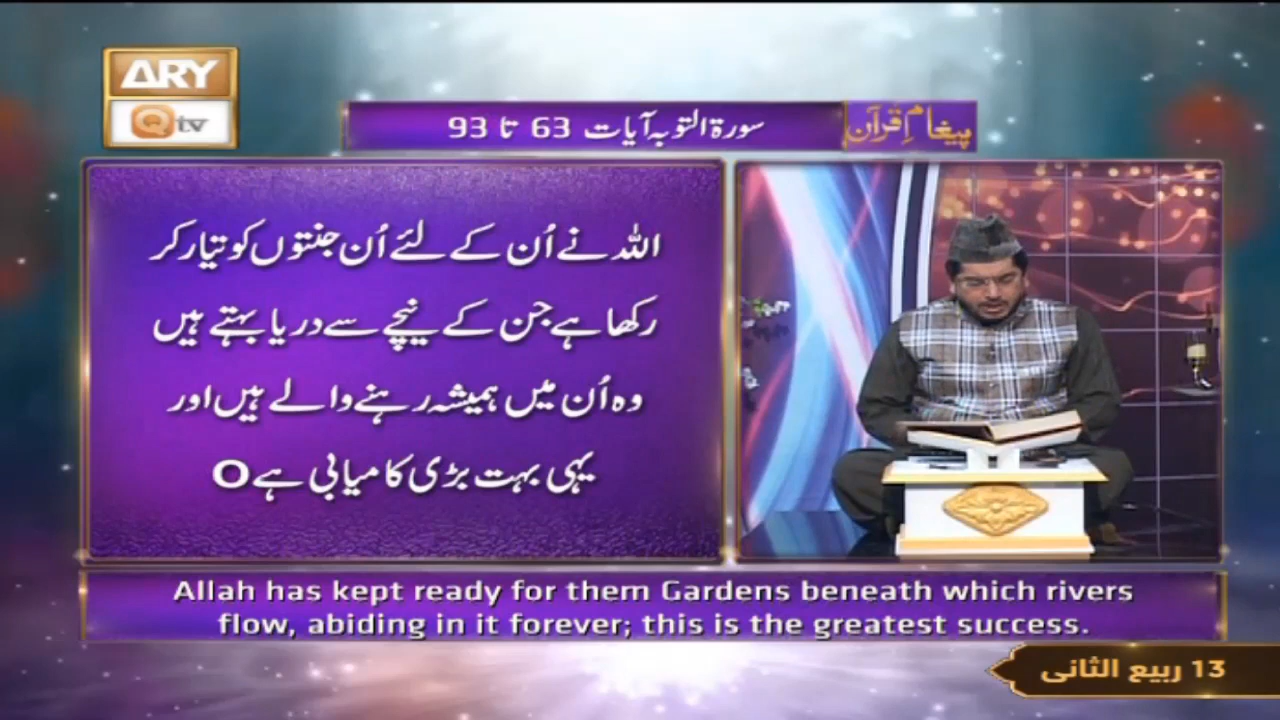 ARY
Qtv
پیغامِ قرآن
سورۃ التوبہ آیات 63 تا 93
اللہ نے اُن کے لئے اُن جنتوں کو تیار کر
رکھا ہے جن کے نیچے سے دریا بہتے ہیں
وہ اُن میں ہمیشہ رہنے والے ہیں اور
یہی بہت بڑی کامیابی ہے O
Allah has kept ready for them Gardens beneath which rivers
flow, abiding in it forever; this is the greatest success.
13 ربیع الثانی